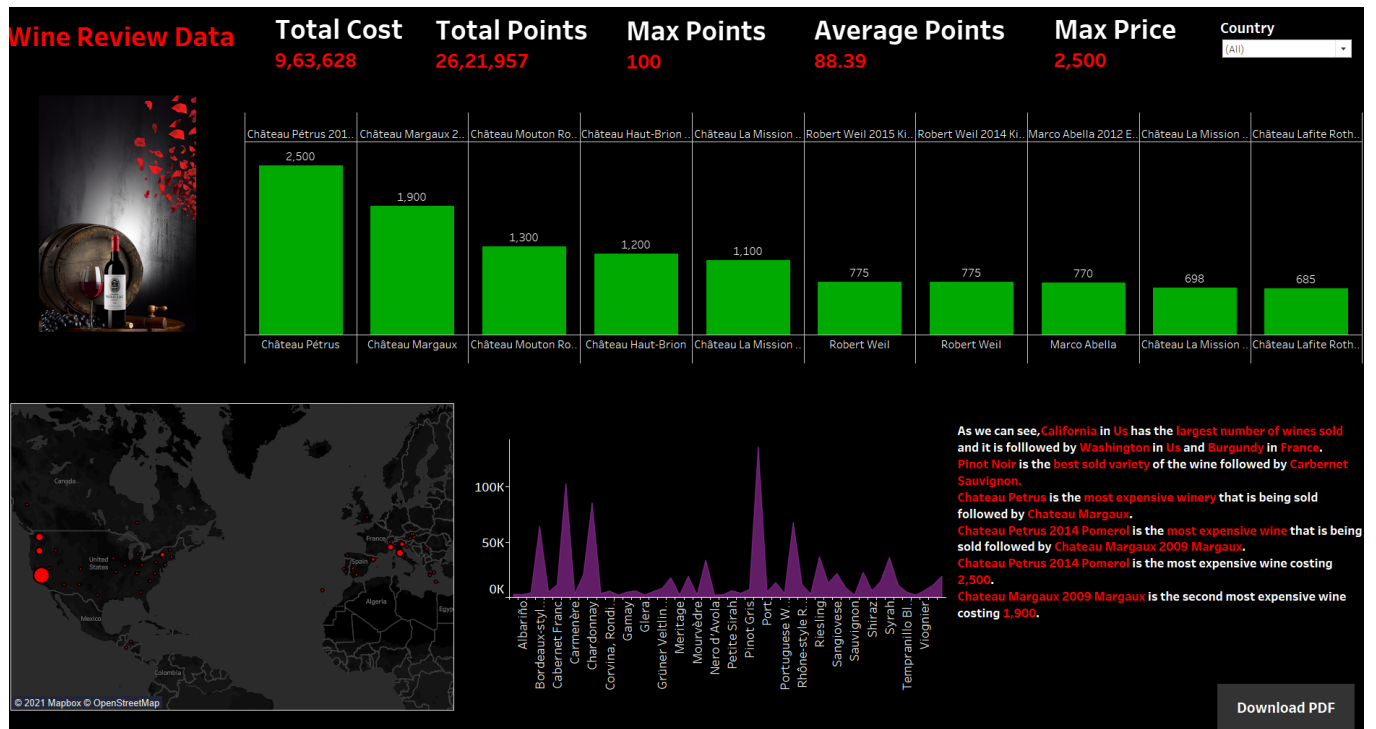 Wine Review Data
Total Cost
9,63,628
Total Points
26,21,957
Max Points
100
Average Points
88.39
Max Price
2,500
Country
(All)
Château Pétrus 201.. Château Margaux 2.. Château Mouton Ro.. Château Haut-Brion .. Château La Mission .. Robert Weil 2015 Ki.. Robert Weil 2014 Ki.. Marco Abella 2012 E.. Château La Mission .. Château Lafite Roth..
2,500
1,900
1,300
1,200
1,100
775
775
770
698
685
Château Pétrus Château Margaux Château Mouton Ro.. Château Haut-Brion Château La Mission .. Robert Weil Robert Weil Marco Abella Château La Mission .. Château Lafite Roth..
Canada
United
States
Mexico
Colombia
France
Spain
Algeria
Egyp
© 2021 Mapbox © OpenStreetMap
100K
50K
0K
Albariño
Bordeaux-styl..
Cabernet Franc
Carmenère
Chardonnay
Corvina, Rondi..
Gamay
Glera
Grüner Veltlin..
Meritage
Mourvèdre
Nero d'Avola
Petite Sirah
Pinot Gris
Port
Portuguese W..
Rhône-style R..
Riesling
Sangiovese
Sauvignon
Shiraz
Syrah
Tempranillo Bl..
Viognier
As we can see,California in Us has the largest number of wines sold
and it is folllowed by Washington in Us and Burgundy in France.
Pinot Noir is the best sold variety of the wine followed by Carbernet
Sauvignon.
Chateau Petrus is the most expensive winery that is being sold
followed by Chateau Margaux.
Chateau Petrus 2014 Pomerol is the most expensive wine that is being
sold followed by Chateau Margaux 2009 Margaux.
Chateau Petrus 2014 Pomerol is the most expensive wine costing
2,500.
Chateau Margaux 2009 Margaux is the second most expensive wine
costing 1,900.
Download PDF